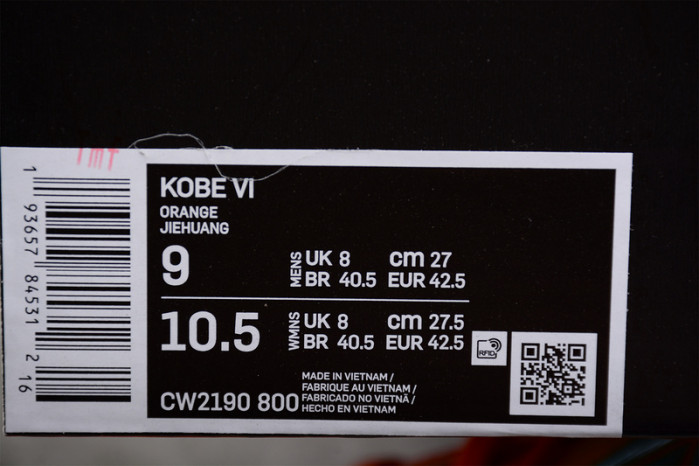 TMT
KOBE VI
ORANGE
JIEHUANG
9
MENS
UK 8 cm 27
BR 40.5 EUR 42.5
10.5
WMNS
UK 8 cm 27.5
BR 40.5 EUR 42.5
RFID
CW2190 800
MADE IN VIETNAM /
FABRIQUE AU VIETNAM /
FABRICADO NO VIETNÃ /
HECHO EN VIETNAM
1 93657 84531 2 16